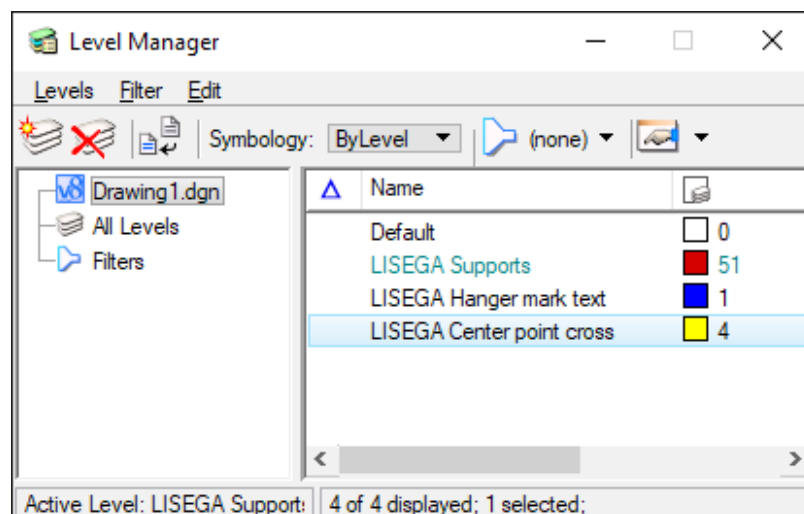 Level Manager
Levels Filter Edit
Symbology: ByLevel (none)
v8 Drawing1.dgn
All Levels
Filters
Name
Default 0
LISEGA Supports 51
LISEGA Hanger mark text 1
LISEGA Center point cross 4
Active Level: LISEGA Support: 4 of 4 displayed; 1 selected;